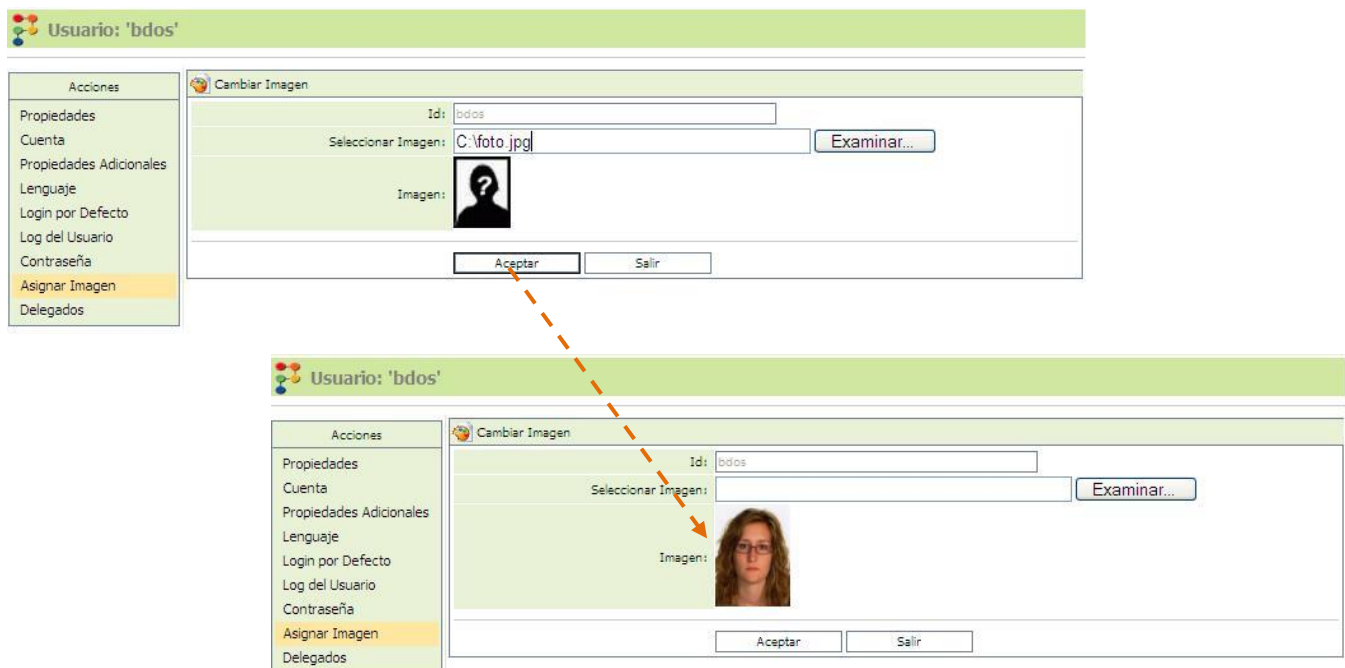 Usuario: 'bdos'
Acciones
Propiedades
Cuenta
Propiedades Adicionales
Lenguaje
Login por Defecto
Log del Usuario
Contraseña
Asignar Imagen
Delegados
Cambiar Imagen
Id: bdos
Seleccionar Imagen: C:\foto.jpg Examinar...
Imagen:
Aceptar Salir
Usuario: 'bdos'
Acciones
Propiedades
Cuenta
Propiedades Adicionales
Lenguaje
Login por Defecto
Log del Usuario
Contraseña
Asignar Imagen
Delegados
Cambiar Imagen
Id: bdos
Seleccionar Imagen: Examinar...
Imagen:
Aceptar Salir